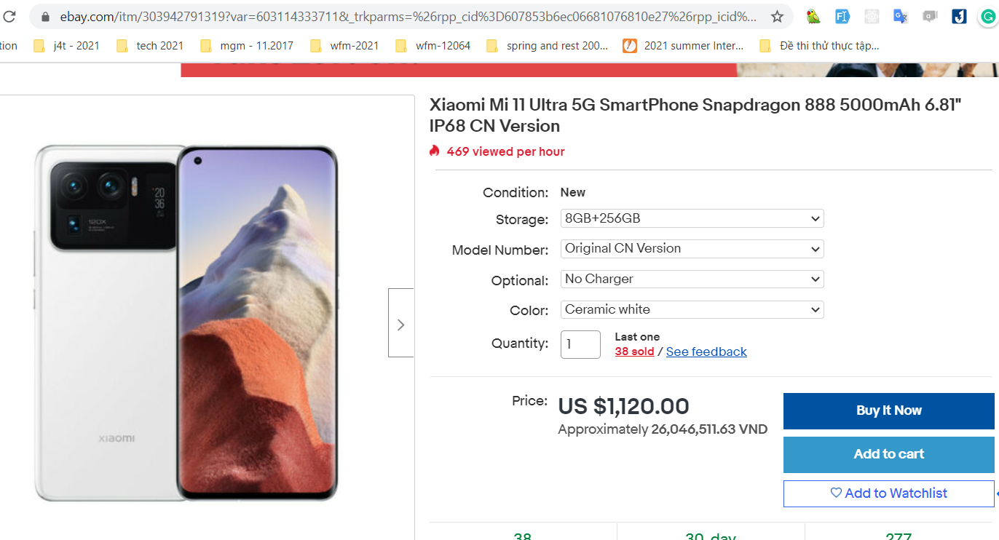 ebay.com/itm/303942791319?var=603114333711&_trkparms=%26rpp_cid%3D607853b6ec06681076810e27%26rpp_icid%...
tion j4t - 2021 tech 2021 mgm - 11.2017 wfm-2021 wfm-12064 spring and rest 200... 2021 summer Inter... Đề thi thử thực tập...
Xiaomi Mi 11 Ultra 5G SmartPhone Snapdragon 888 5000mAh 6.81"
IP68 CN Version
469 viewed per hour
Condition: New
Storage: 8GB+256GB
Model Number: Original CN Version
Optional: No Charger
Color: Ceramic white
Quantity: 1
Last one
38 sold / See feedback
Price: US $1,120.00
Approximately 26,046,511.63 VND
Buy It Now
Add to cart
Add to Watchlist
20
36
120X
xiaomi
38 30-day 277